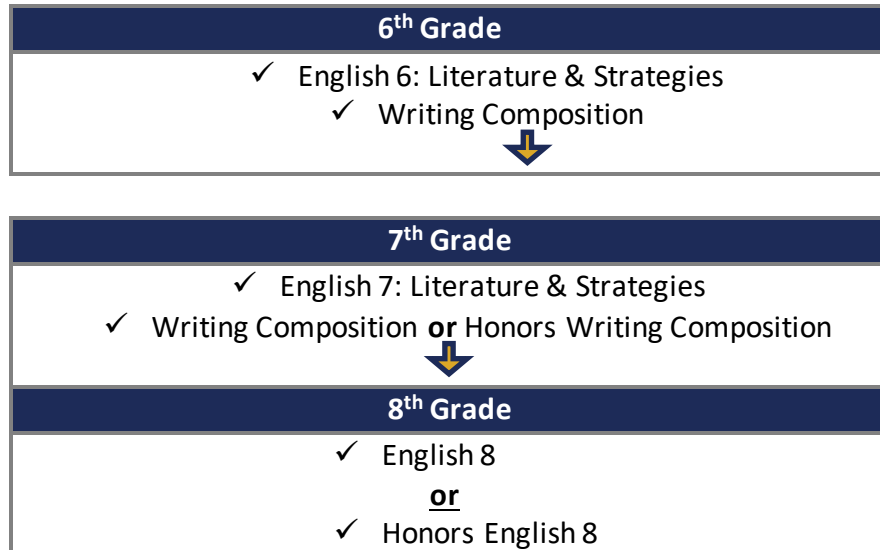 6th Grade
✓ English 6: Literature & Strategies
✓ Writing Composition
7th Grade
✓ English 7: Literature & Strategies
✓ Writing Composition or Honors Writing Composition
8th Grade
✓ English 8
or
✓ Honors English 8